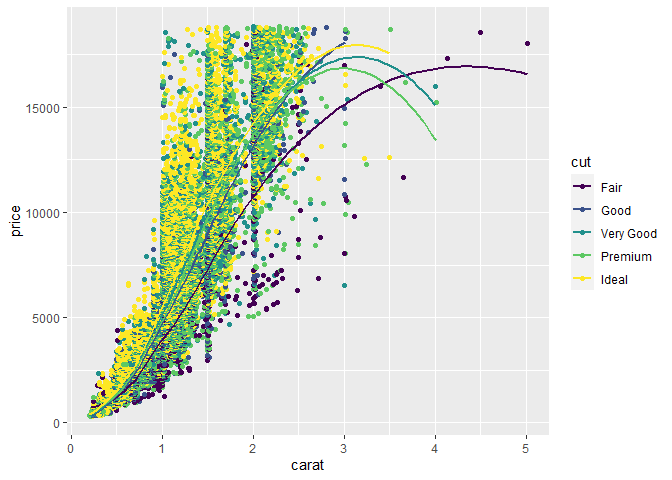 15000
10000
5000
0
price
0
1
2
3
4
5
carat
cut
Fair
Good
Very Good
Premium
Ideal